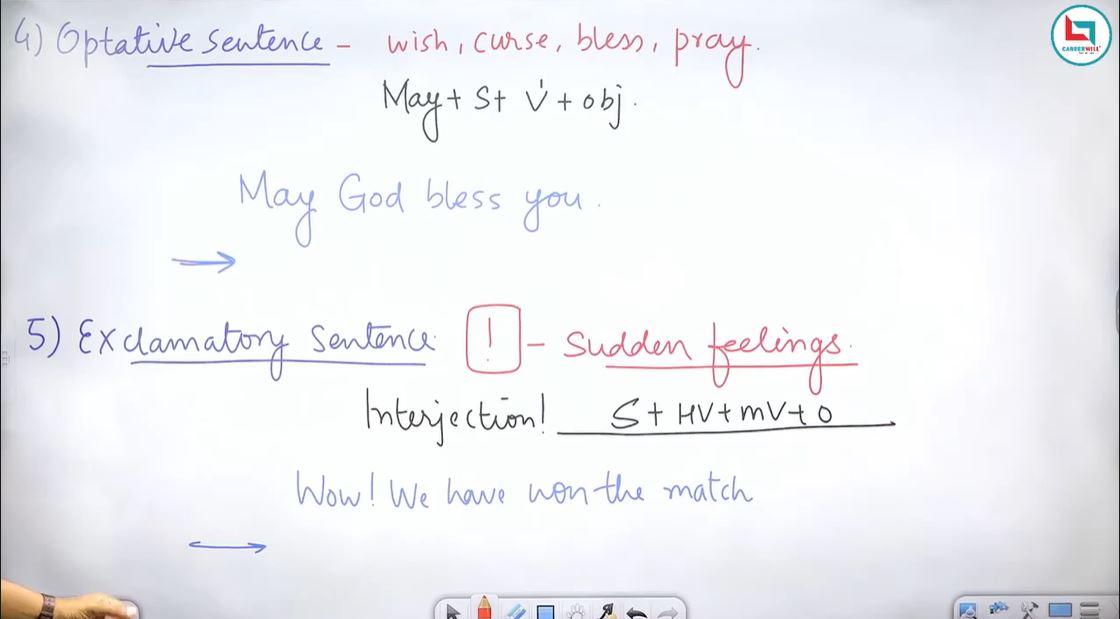 4) Optative Sentence – wish, curse, bless, pray.
May + S + V¹ + obj.
May God bless you.
5) Exclamatory Sentence ! – Sudden feelings.
Interjection! S + HV + mV + O
Wow! We have won the match
CAREERWILL